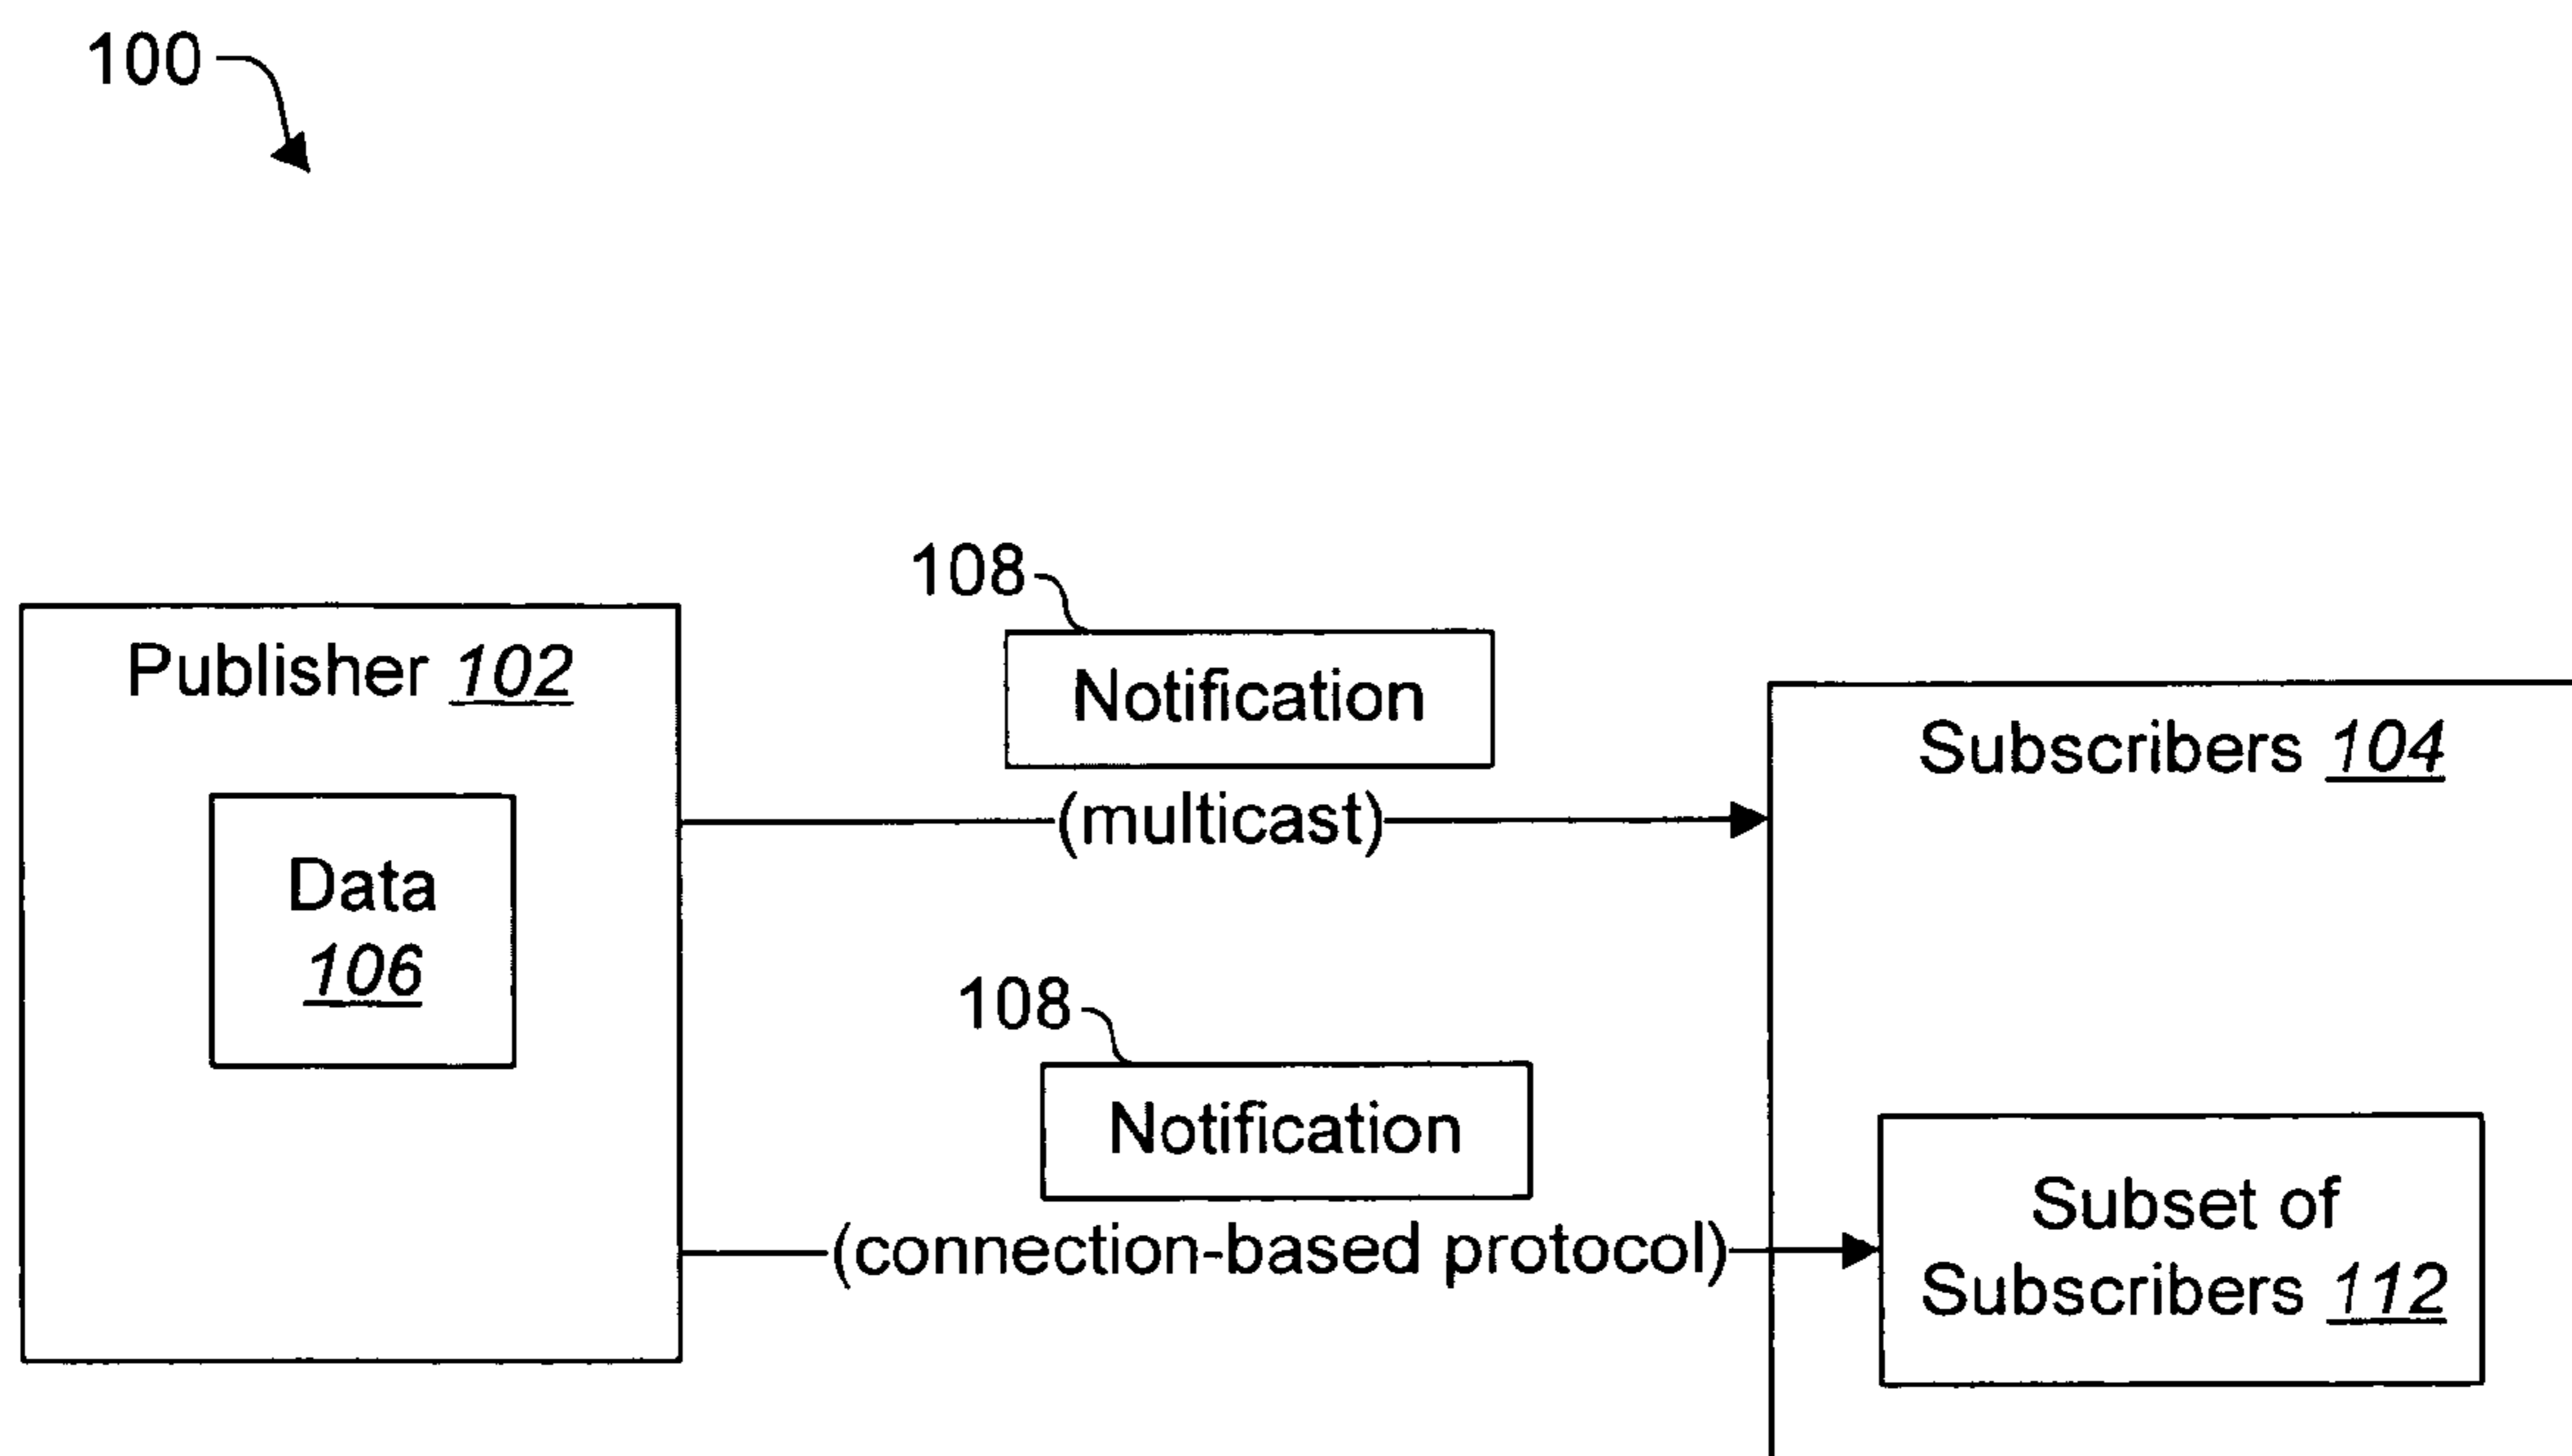 100
108
Publisher 102
Notification
Subscribers 104
(multicast)
Data
106
108
Notification
Subset of
(connection-based protocol)
Subscribers 112